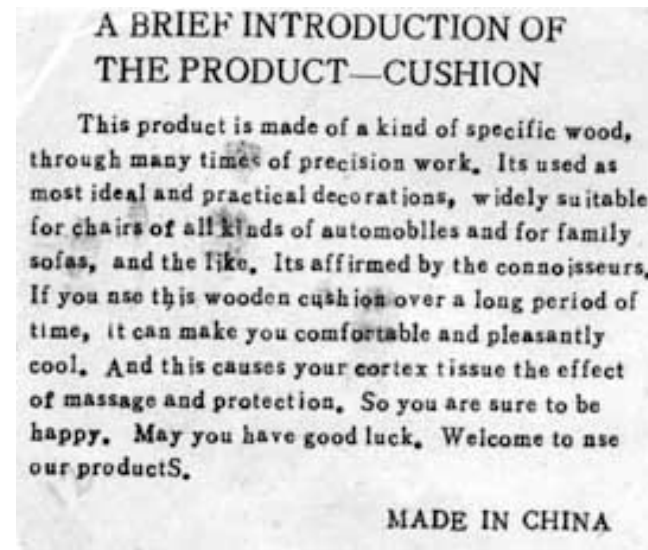 A BRIEF INTRODUCTION OF
THE PRODUCT—CUSHION
This product is made of a kind of specific wood,
through many times of precision work. Its used as
most ideal and practical decorations, widely suitable
for chairs of all kinds of automoblles and for family
sofas, and the like. Its affirmed by the connoisseurs.
If you nse this wooden cushion over a long period of
time, it can make you comfortable and pleasantly
cool. And this causes your cortex tissue the effect
of massage and protection. So you are sure to be
happy. May you have good luck. Welcome to nse
our productS.
MADE IN CHINA